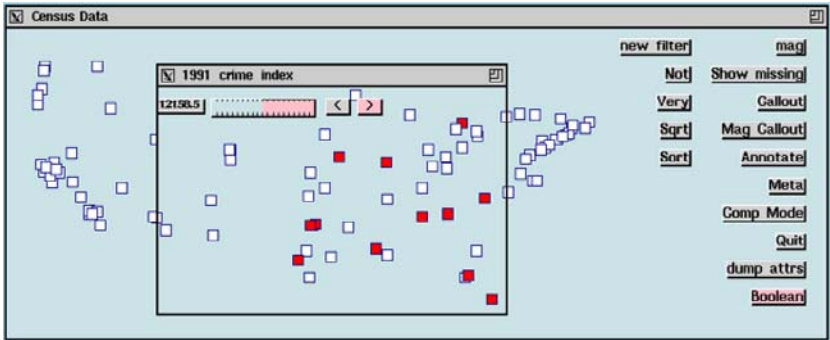 Census Data
1991 crime index
12158.5
<
>
new filter
Not
Very
Sqrt
Sort
mag
Show missing
Callout
Mag Callout
Annotate
Meta
Comp Mode
Quit
dump attrs
Boolean